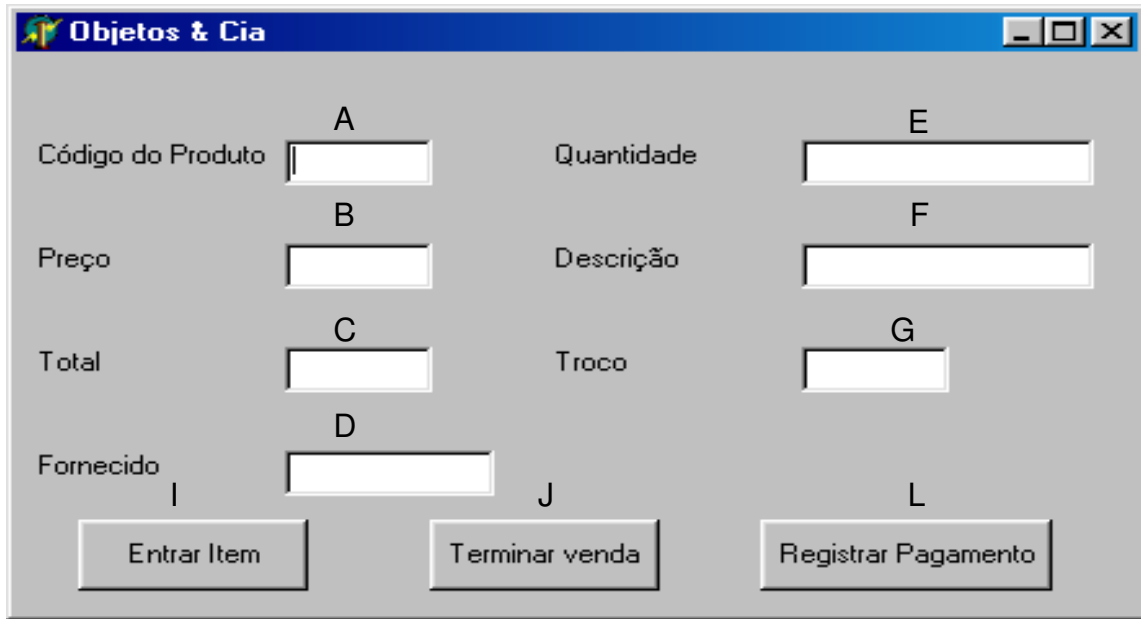 Objetos & Cia
A E
Código do Produto Quantidade
B F
Preço Descrição
C G
Total Troco
D
Fornecido
I J L
Entrar Item Terminar venda Registrar Pagamento